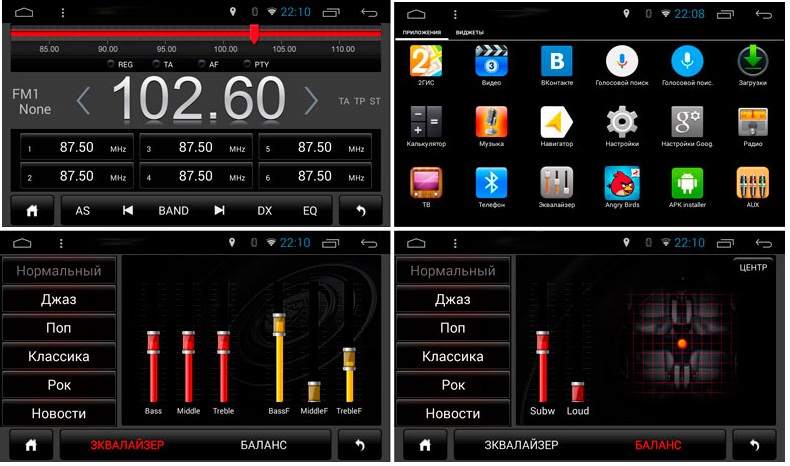 22:10
85.00 90.00 95.00 100.00 105.00 110.00
REG TA AF PTY
FM1
None
102.60
TA TP ST
1 87.50 MHz 3 87.50 MHz 5 87.50 MHz
2 87.50 MHz 4 87.50 MHz 6 87.50 MHz
AS BAND DX EQ
22:08
ПРИЛОЖЕНИЯ ВИДЖЕТЫ
2ГИС Видео ВКонтакте Голосовой поиск Голосовой поис. Загрузки
Калькулятор Музыка Навигатор Настройки Настройки Goog. Радио
ТВ Телефон Эквалайзер Angry Birds APK installer AUX
22:10
Нормальный
Джаз
Поп
Классика
Рок
Новости
Bass Middle Treble BassF MiddleF TrebleF
ЗКВАЛАЙЗЕР БАЛАНС
22:10
Нормальный
Джаз
Поп
Классика
Рок
Новости
ЦЕНТР
Subw Loud
ЗКВАЛАЙЗЕР БАЛАНС